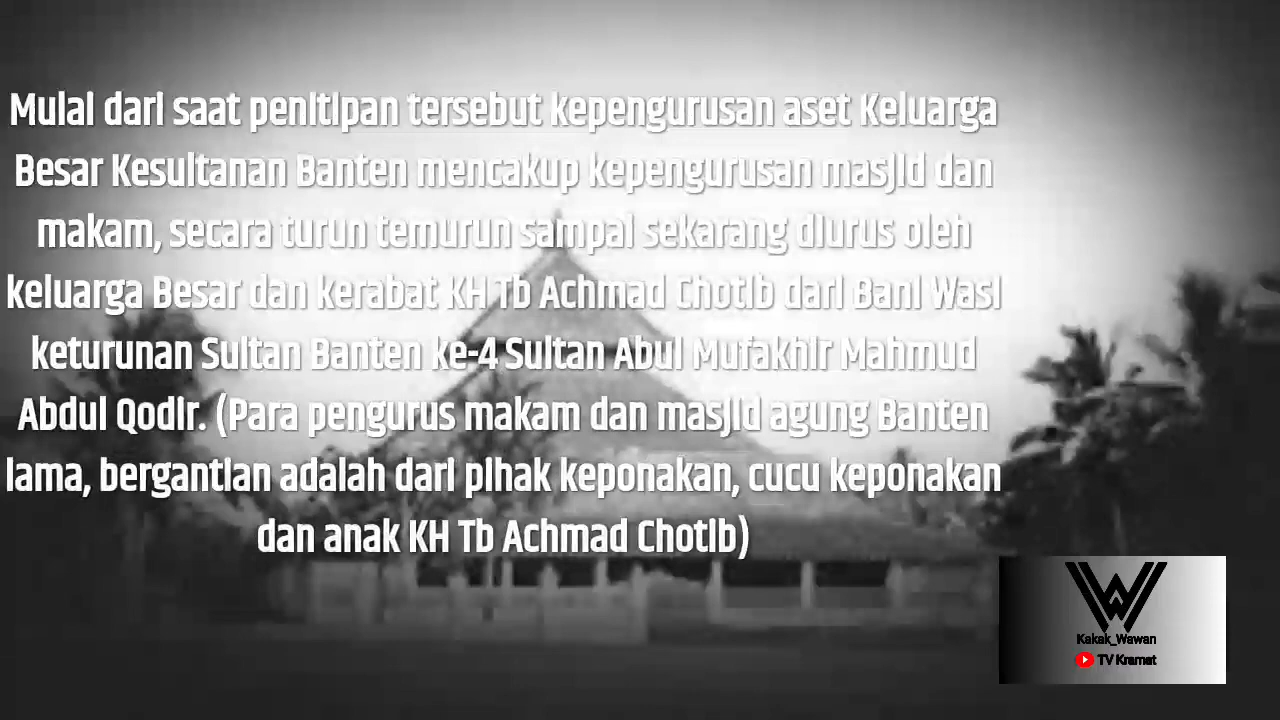 Mulai dari saat penitipan tersebut kepengurusan aset Keluarga
Besar Kesultanan Banten mencakup kepengurusan masjid dan
makam, secara turun temurun sampai sekarang diurus oleh
keluarga Besar dan kerabat KH Tb Achmad Chotib dari Bani Wasi
keturunan Sultan Banten ke-4 Sultan Abul Mufakhir Mahmud
Abdul Qodir. (Para pengurus makam dan masjid agung Banten
lama, bergantian adalah dari pihak keponakan, cucu keponakan
dan anak KH Tb Achmad Chotib)
Kakak_Wawan
TV Kramat